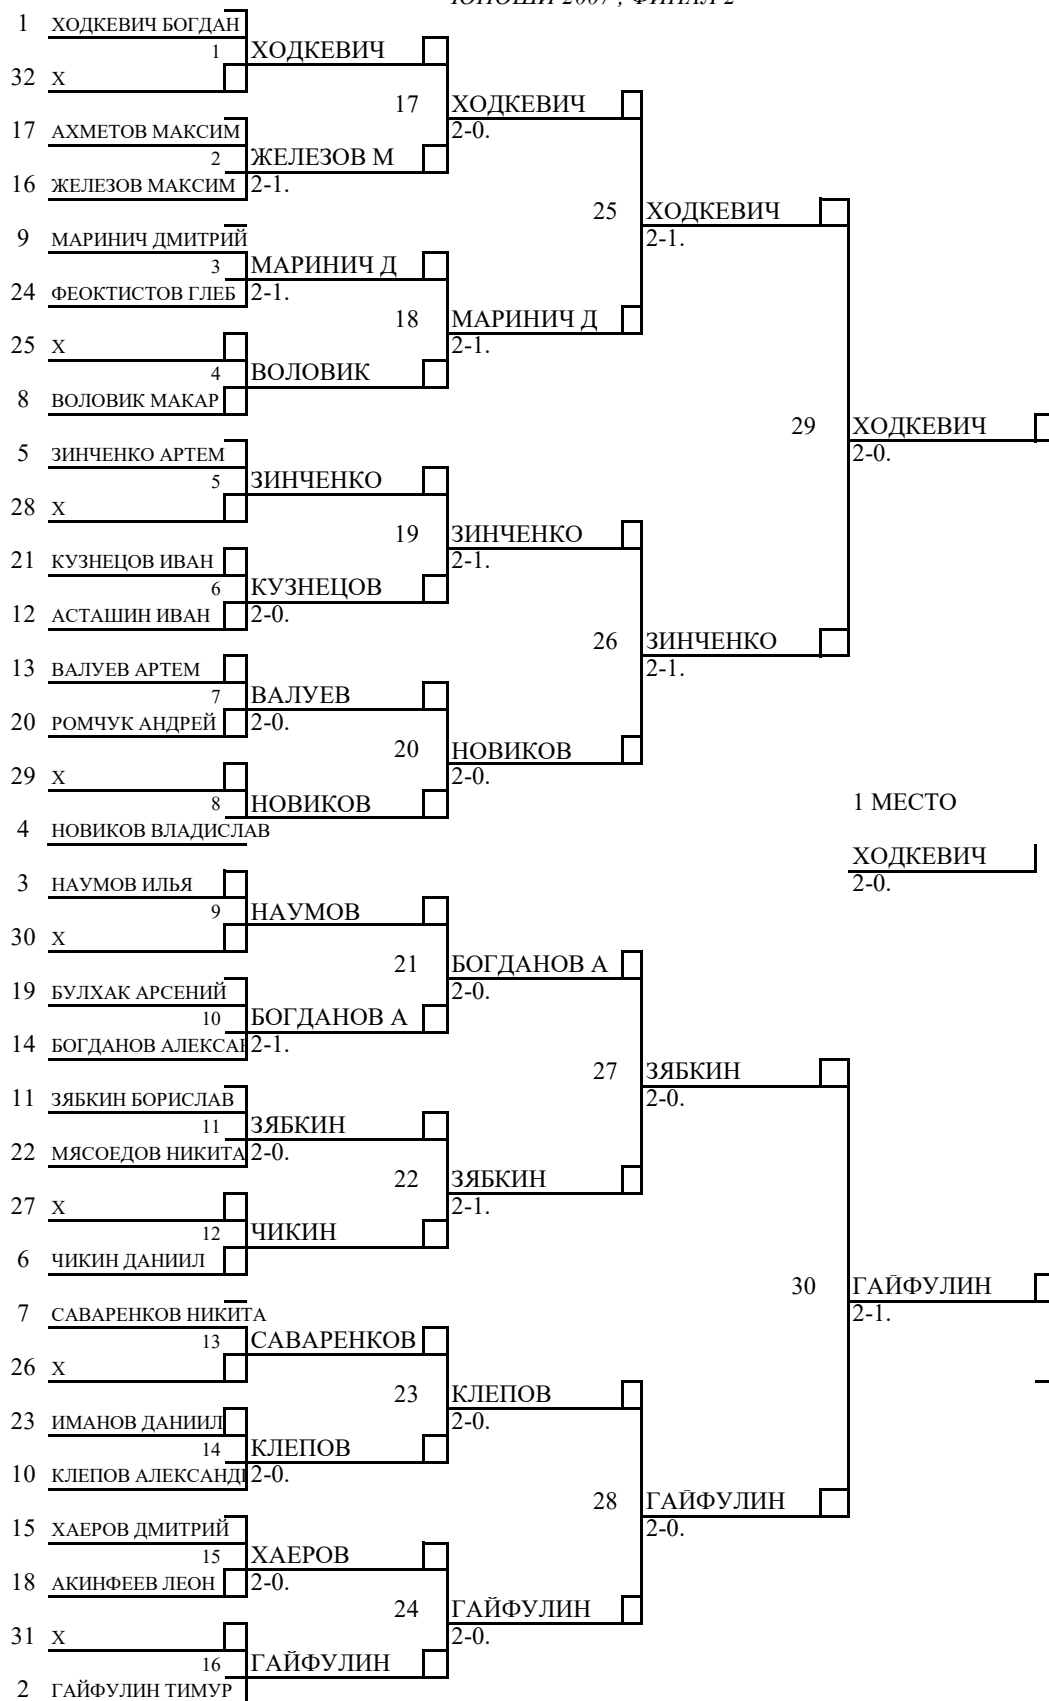 ЮНОШИ 2007 , ФИНАЛ 2
1 ХОДКЕВИЧ БОГДАН
1 ХОДКЕВИЧ
32 Х
17 ХОДКЕВИЧ
2-0.
17 АХМЕТОВ МАКСИМ
2 ЖЕЛЕЗОВ М
16 ЖЕЛЕЗОВ МАКСИМ 2-1.
25 ХОДКЕВИЧ
2-1.
9 МАРИНИЧ ДМИТРИЙ
3 МАРИНИЧ Д
24 ФЕОКТИСТОВ ГЛЕБ 2-1.
18 МАРИНИЧ Д
2-1.
25 Х
4 ВОЛОВИК
8 ВОЛОВИК МАКАР
29 ХОДКЕВИЧ
2-0.
5 ЗИНЧЕНКО АРТЕМ
5 ЗИНЧЕНКО
28 Х
19 ЗИНЧЕНКО
2-1.
21 КУЗНЕЦОВ ИВАН
6 КУЗНЕЦОВ
12 АСТАШИН ИВАН 2-0.
26 ЗИНЧЕНКО
2-1.
13 ВАЛУЕВ АРТЕМ
7 ВАЛУЕВ
20 РОМЧУК АНДРЕЙ 2-0.
20 НОВИКОВ
2-0.
29 Х
8 НОВИКОВ
1 МЕСТО
4 НОВИКОВ ВЛАДИСЛАВ
ХОДКЕВИЧ
2-0.
3 НАУМОВ ИЛЬЯ
9 НАУМОВ
30 Х
21 БОГДАНОВ А
2-0.
19 БУЛХАК АРСЕНИЙ
10 БОГДАНОВ А
14 БОГДАНОВ АЛЕКСА 2-1.
27 ЗЯБКИН
2-0.
11 ЗЯБКИН БОРИСЛАВ
11 ЗЯБКИН
22 МЯСОЕДОВ НИКИТА 2-0.
22 ЗЯБКИН
2-1.
27 Х
12 ЧИКИН
6 ЧИКИН ДАНИИЛ
30 ГАЙФУЛИН
2-1.
7 САВАРЕНКОВ НИКИТА
13 САВАРЕНКОВ
26 Х
23 КЛЕПОВ
2-0.
23 ИМАНОВ ДАНИИЛ
14 КЛЕПОВ
10 КЛЕПОВ АЛЕКСАНД 2-0.
28 ГАЙФУЛИН
2-0.
15 ХАЕРОВ ДМИТРИЙ
15 ХАЕРОВ
18 АКИНФЕЕВ ЛЕОН 2-0.
24 ГАЙФУЛИН
2-0.
31 Х
16 ГАЙФУЛИН
2 ГАЙФУЛИН ТИМУР